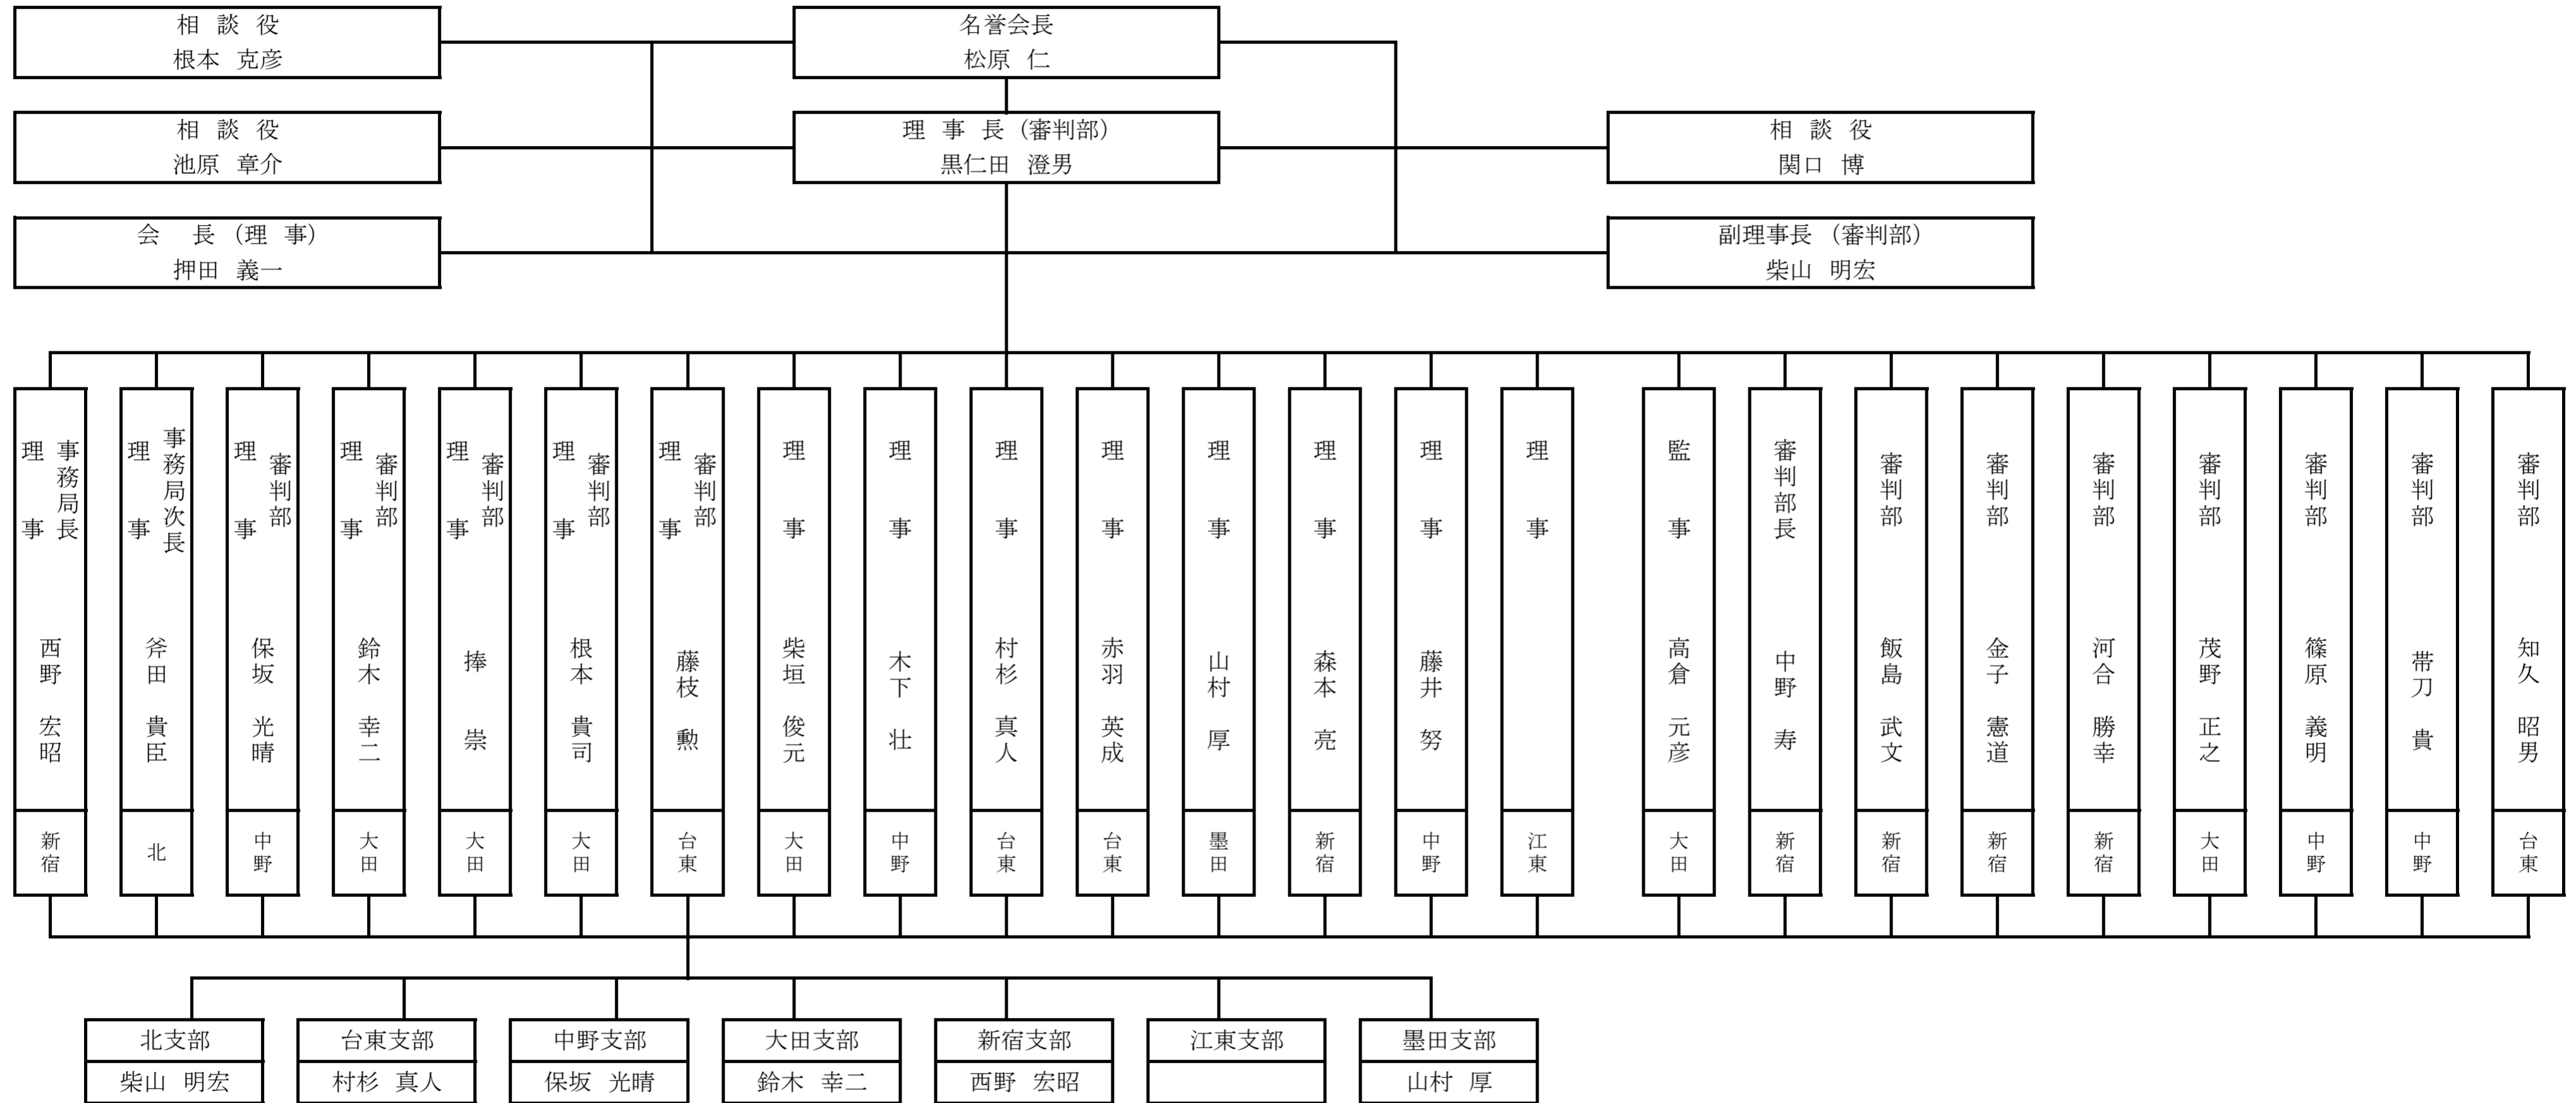 相 談 役
根本 克彦
名誉会長
松原 仁
相 談 役
池原 章介
理 事 長 (審判部)
黒仁田 澄男
相 談 役
関口 博
会 長 (理 事)
押田 義一
副理事長 (審判部)
柴山 明宏
事務局長
理事
西野 宏昭
新宿
事務局次長
理事
斧田 貴臣
北
審判部
理事
保坂 光晴
中野
審判部
理事
鈴木 幸二
大田
審判部
理事
捧 崇
大田
審判部
理事
根本 貴司
大田
審判部
理事
藤枝 勲
台東
理事
柴垣 俊元
大田
理事
木下 壮
中野
理事
村杉 真人
台東
理事
赤羽 英成
台東
理事
山村 厚
墨田
理事
森本 亮
新宿
理事
藤井 努
中野
理事
江東
監事
高倉 元彦
大田
審判部長
中野 寿
新宿
審判部
飯島 武文
新宿
審判部
金子 憲道
新宿
審判部
河合 勝幸
新宿
審判部
茂野 正之
大田
審判部
篠原 義明
中野
審判部
帯刀 貴
中野
審判部
知久 昭男
台東
北支部
柴山 明宏
台東支部
村杉 真人
中野支部
保坂 光晴
大田支部
鈴木 幸二
新宿支部
西野 宏昭
江東支部
墨田支部
山村 厚